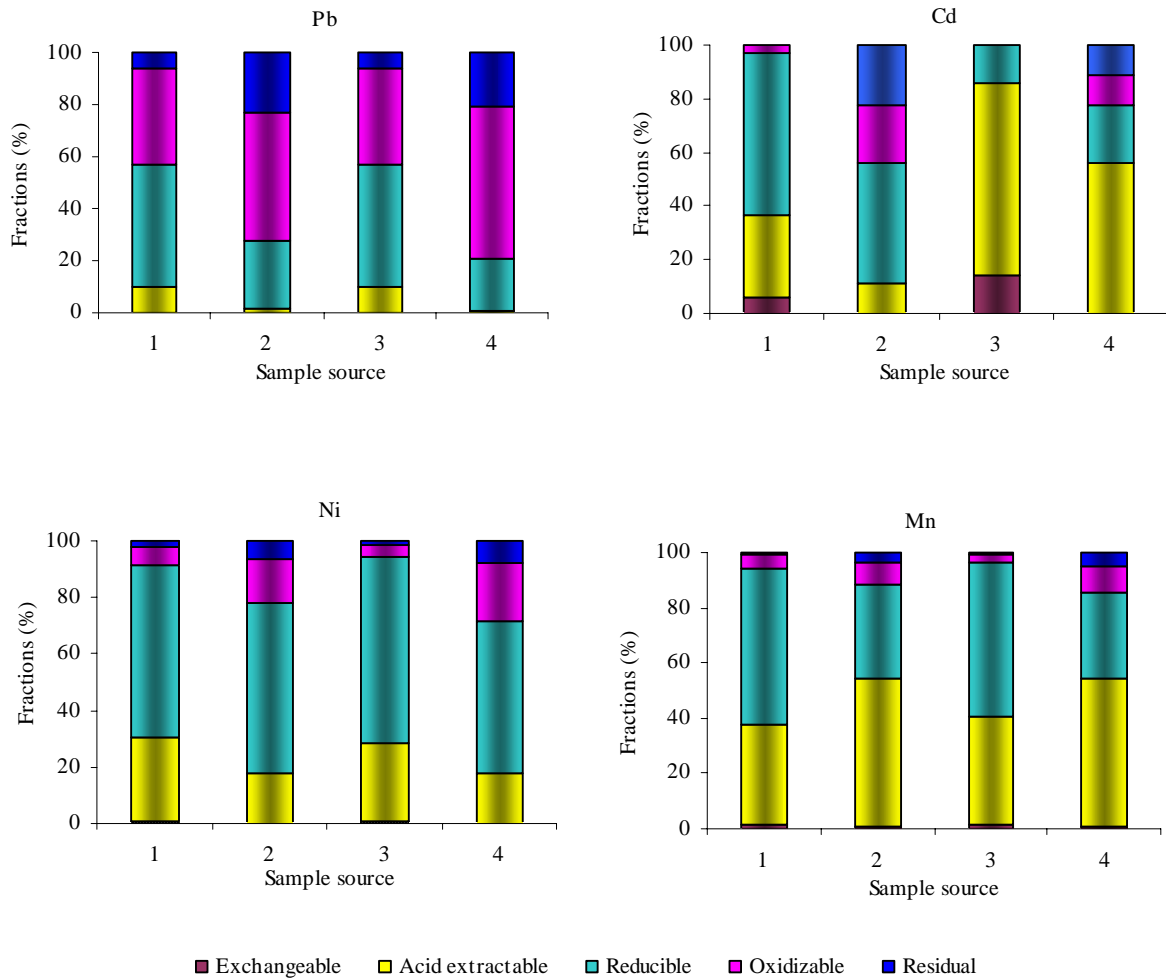 Pb
100
80
60
40
20
0
Fractions (%)
1 2 3 4
Sample source
Cd
100
80
60
40
20
0
Fractions (%)
1 2 3 4
Sample source
Ni
100
80
60
40
20
0
Fractions (%)
1 2 3 4
Sample source
Mn
100
80
60
40
20
0
Fractions (%)
1 2 3 4
Sample source
Exchangeable Acid extractable Reducible Oxidizable Residual